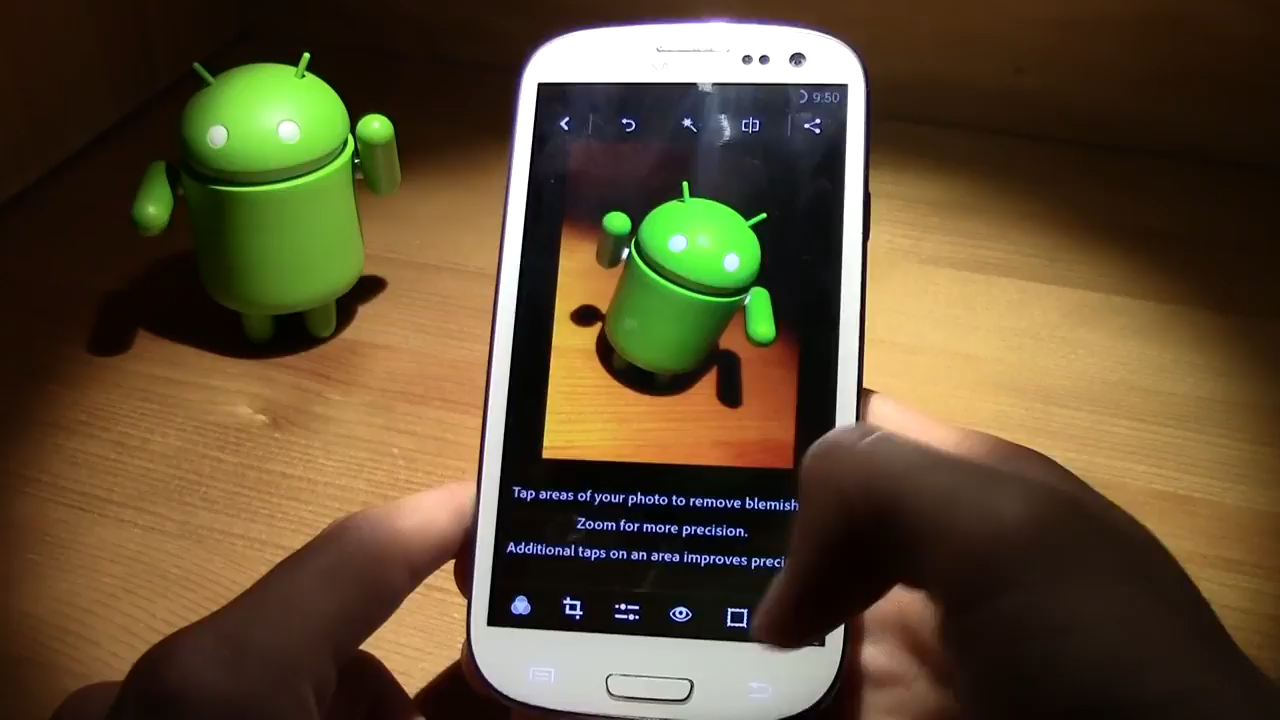 9:50
Tap areas of your photo to remove blemish
Zoom for more precision.
Additional taps on an area improves preci